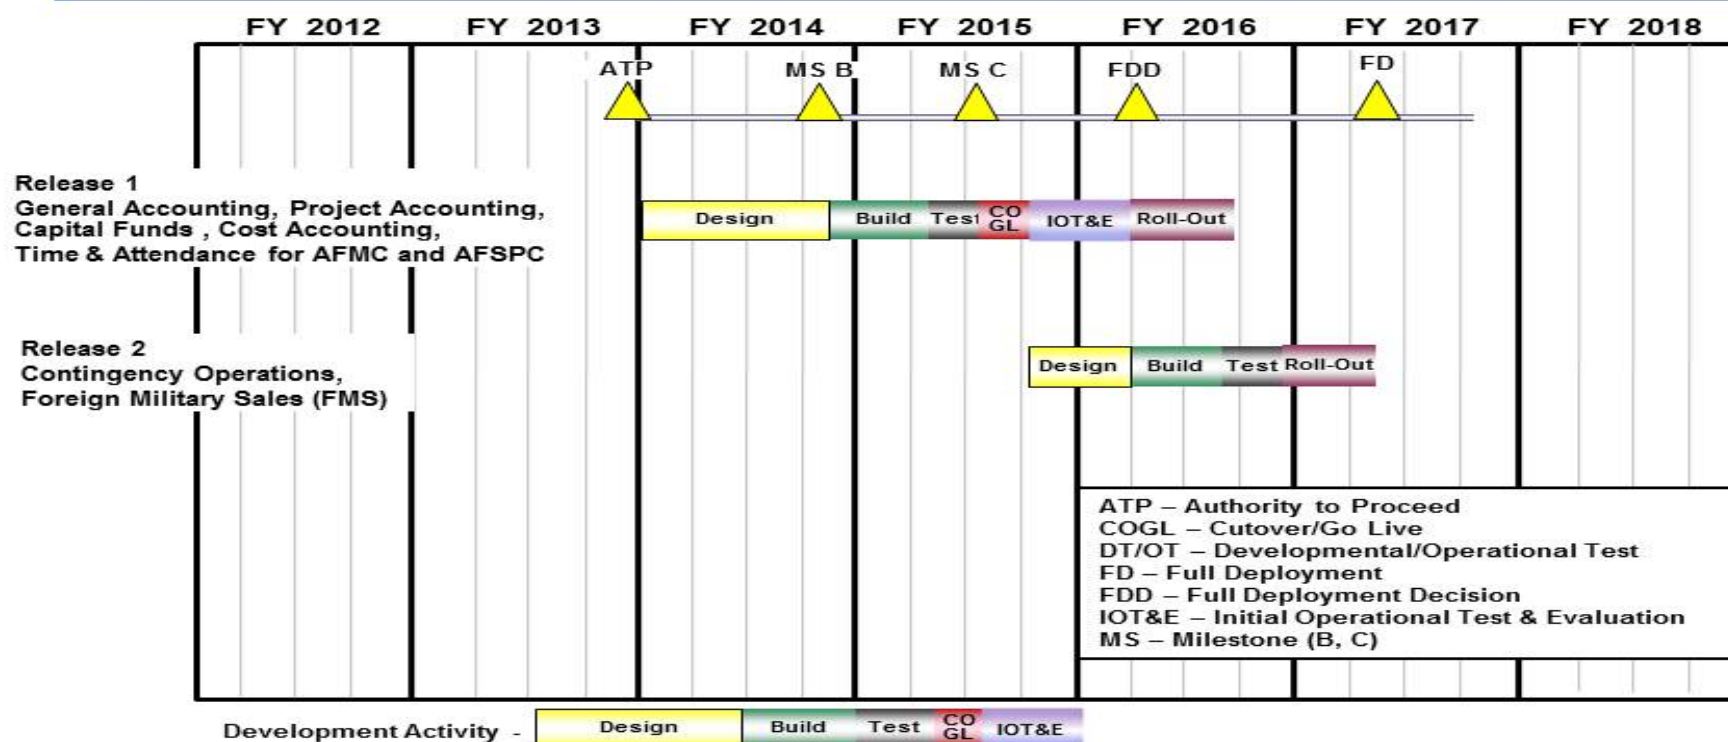 FY 2012 FY 2013 FY 2014 FY 2015 FY 2016 FY 2017 FY 2018
ATP MS B MS C FDD FD
Release 1
General Accounting, Project Accounting,
Capital Funds , Cost Accounting,
Time & Attendance for AFMC and AFSPC
Design Build Test CO GL IOT&E Roll-Out
Release 2
Contingency Operations,
Foreign Military Sales (FMS)
Design Build Test Roll-Out
ATP – Authority to Proceed
COGL – Cutover/Go Live
DT/OT – Developmental/Operational Test
FD – Full Deployment
FDD – Full Deployment Decision
IOT&E – Initial Operational Test & Evaluation
MS – Milestone (B, C)
Development Activity - Design Build Test CO GL IOT&E